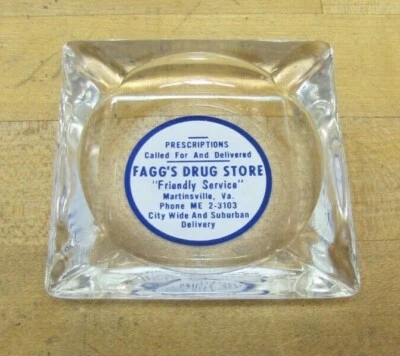 PRESCRIPTIONS
Called For And Delivered
FAGG'S DRUG STORE
"Friendly Service"
Martinsville, Va.
Phone ME 2-3103
City Wide And Suburban
Delivery